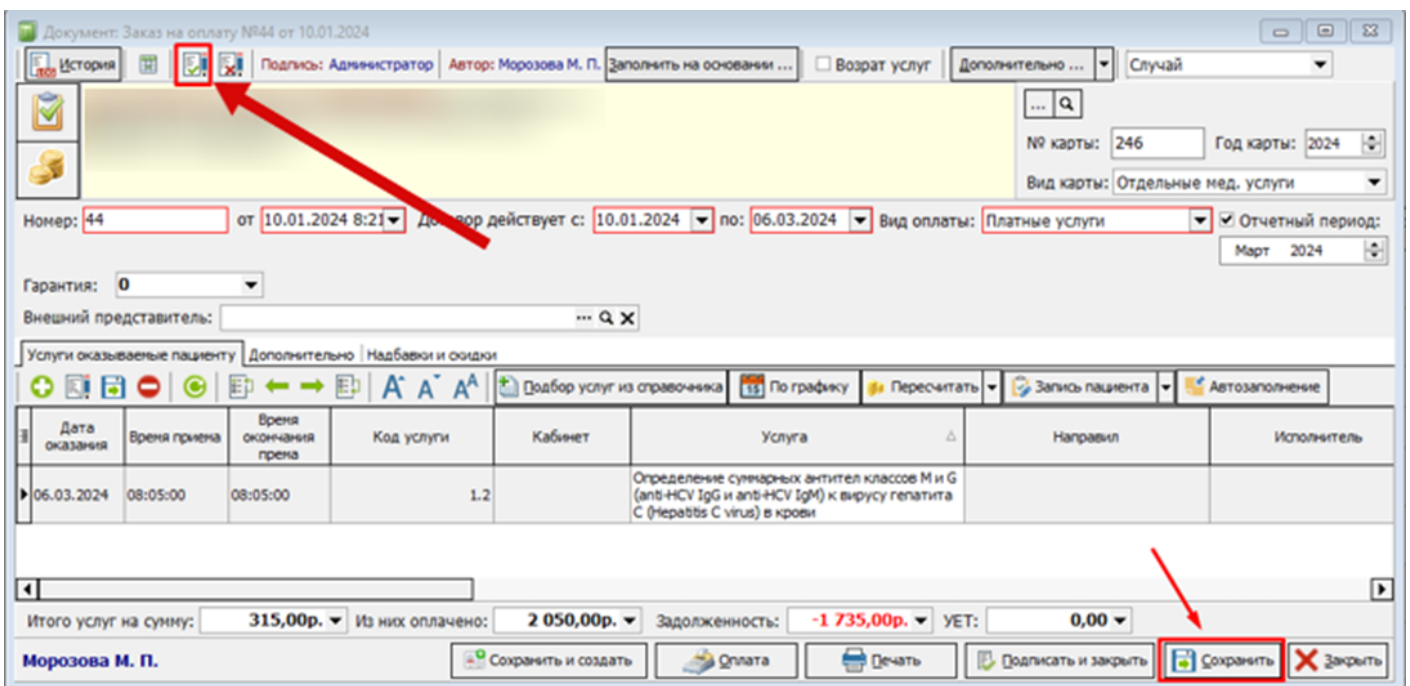 Документ: Заказ на оплату №44 от 10.01.2024
История Подпись: Администратор Автор: Морозова М. П. Заполнить на основании ... Возрат услуг Дополнительно ... Случай
...
№ карты: 246 Год карты: 2024
Вид карты: Отдельные мед. услуги
Номер: 44 от 10.01.2024 8:21 Договор действует с: 10.01.2024 по: 06.03.2024 Вид оплаты: Платные услуги Отчетный период:
Март 2024
Гарантия: 0
Внешний представитель: ...
Услуги оказываемые пациенту Дополнительно Надбавки и скидки
Подбор услуг из справочника По графику Пересчитать Запись пациента Автозаполнение
Дата оказания Время приема Время окончания према Код услуги Кабинет Услуга Направил Исполнитель
06.03.2024 08:05:00 08:05:00 1.2 Определение суммарных антител классов M и G
(anti-HCV IgG и anti-HCV IgM) к вирусу гепатита
C (Hepatitis C virus) в крови
Итого услуг на сумму: 315,00р. Из них оплачено: 2 050,00р. Задолженность: -1 735,00р. УЕТ: 0,00
Морозова М. П. Сохранить и создать Оплата Печать Подписать и закрыть Сохранить Закрыть